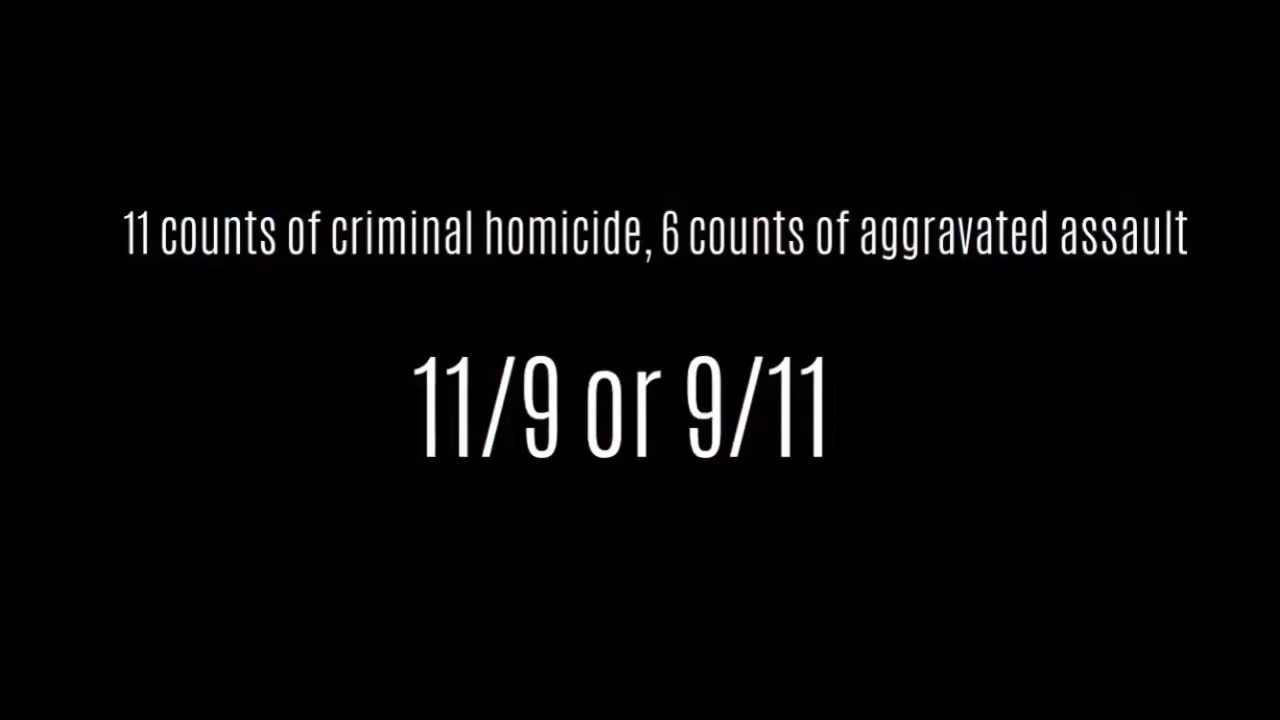 11 counts of criminal homicide, 6 counts of aggravated assault
11/9 or 9/11